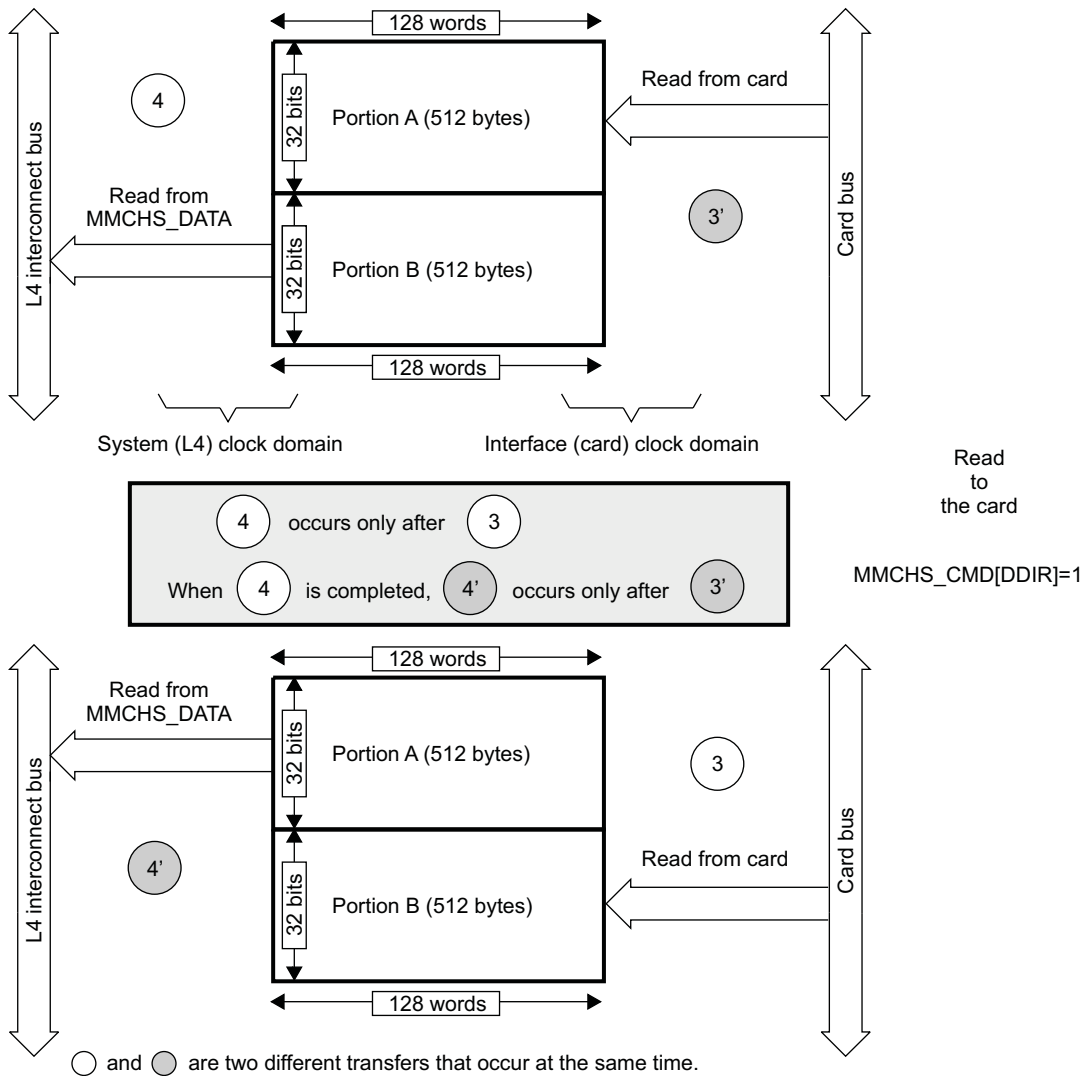 128 words
L4 interconnect bus
4
32 bits
Portion A (512 bytes)
Read from card
Card bus
Read from
MMCHS_DATA
3’
32 bits
Portion B (512 bytes)
128 words
System (L4) clock domain
Interface (card) clock domain
Read
to
the card
4 occurs only after 3
When 4 is completed, 4’ occurs only after 3’
MMCHS_CMD[DDIR]=1
128 words
L4 interconnect bus
Read from
MMCHS_DATA
32 bits
Portion A (512 bytes)
3
Card bus
4’
32 bits
Portion B (512 bytes)
Read from card
128 words
and are two different transfers that occur at the same time.